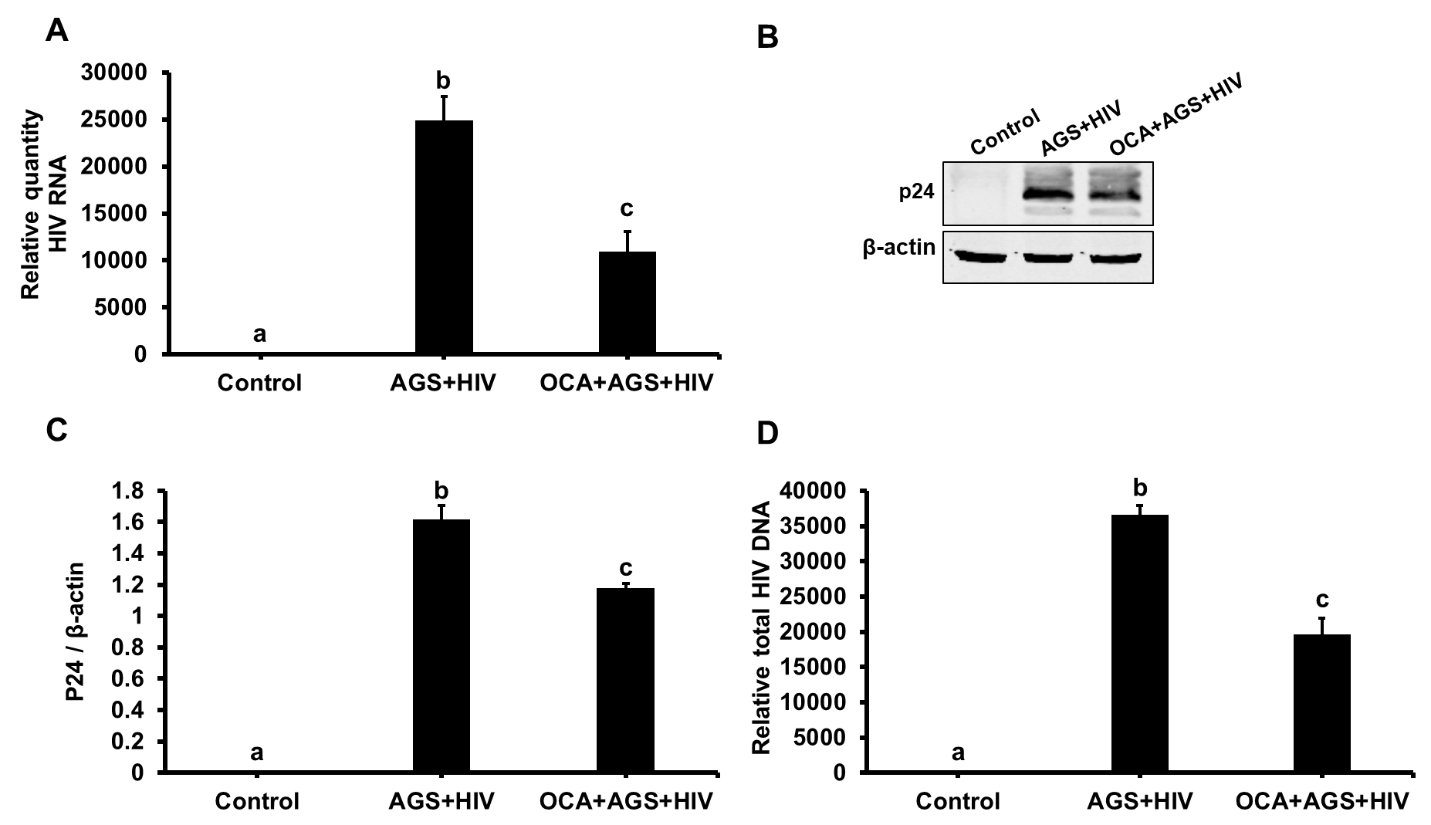 A
30000
25000
20000
15000
10000
5000
0
Relative quantity
HIV RNA
a
b
c
Control
AGS+HIV
OCA+AGS+HIV
B
Control
AGS+HIV
OCA+AGS+HIV
p24
β-actin
C
1.8
1.6
1.4
1.2
1
0.8
0.6
0.4
0.2
0
P24 / β-actin
a
b
c
Control
AGS+HIV
OCA+AGS+HIV
D
40000
35000
30000
25000
20000
15000
10000
5000
0
Relative total HIV DNA
a
b
c
Control
AGS+HIV
OCA+AGS+HIV